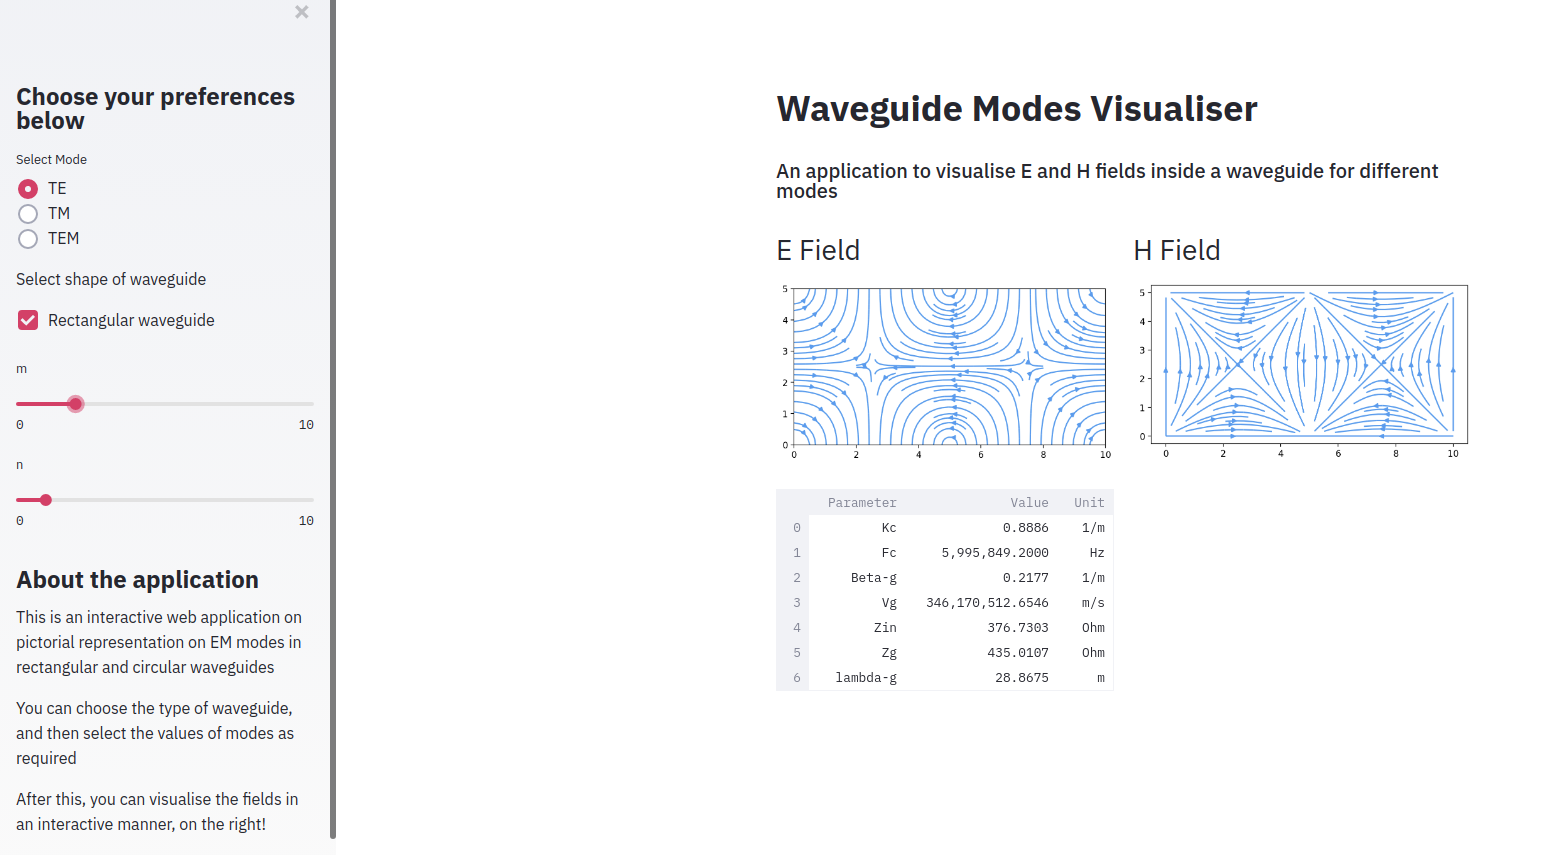 ×
Choose your preferences
below
Select Mode
TE
TM
TEM
Select shape of waveguide
Rectangular waveguide
m
0 10
n
0 10
About the application
This is an interactive web application on
pictorial representation on EM modes in
rectangular and circular waveguides
You can choose the type of waveguide,
and then select the values of modes as
required
After this, you can visualise the fields in
an interactive manner, on the right!
Waveguide Modes Visualiser
An application to visualise E and H fields inside a waveguide for different
modes
E Field
5
4
3
2
1
0
0 2 4 6 8 10
H Field
5
4
3
2
1
0
0 2 4 6 8 10
Parameter Value Unit
0 Kc 0.8886 1/m
1 Fc 5,995,849.2000 Hz
2 Beta-g 0.2177 1/m
3 Vg 346,170,512.6546 m/s
4 Zin 376.7303 Ohm
5 Zg 435.0107 Ohm
6 lambda-g 28.8675 m